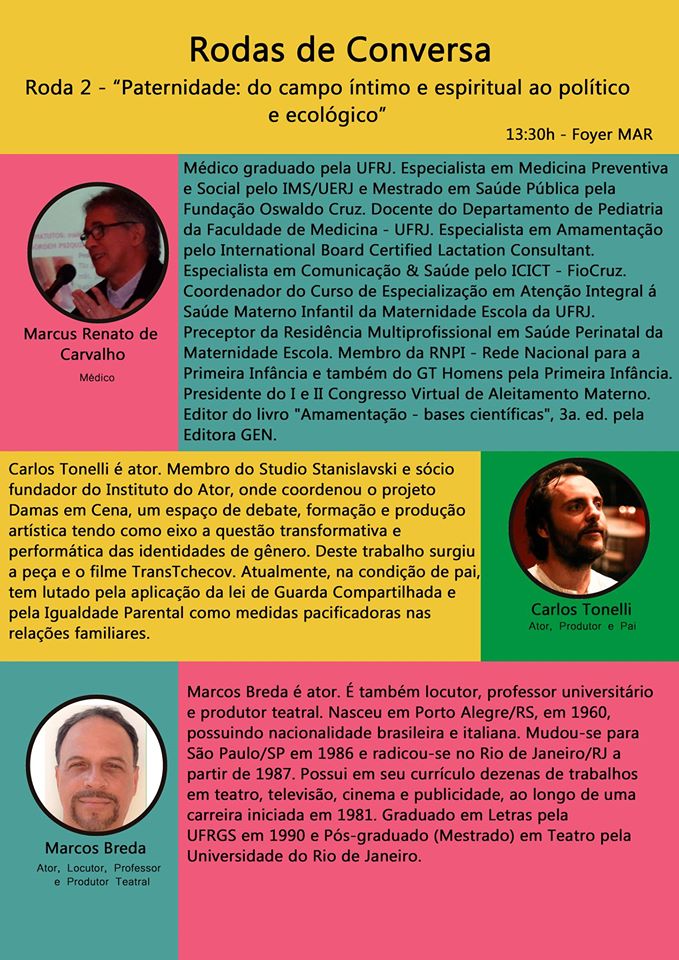 Rodas de Conversa
Roda 2 - “Paternidade: do campo íntimo e espiritual ao político
e ecológico”
13:30h - Foyer MAR
Marcus Renato de
Carvalho
Médico
Médico graduado pela UFRJ. Especialista em Medicina Preventiva
e Social pelo IMS/UERJ e Mestrado em Saúde Pública pela
Fundação Oswaldo Cruz. Docente do Departamento de Pediatria
da Faculdade de Medicina - UFRJ. Especialista em Amamentação
pelo International Board Certified Lactation Consultant.
Especialista em Comunicação & Saúde pelo ICICT - FioCruz.
Coordenador do Curso de Especialização em Atenção Integral á
Saúde Materno Infantil da Maternidade Escola da UFRJ.
Preceptor da Residência Multiprofissional em Saúde Perinatal da
Maternidade Escola. Membro da RNPI - Rede Nacional para a
Primeira Infância e também do GT Homens pela Primeira Infância.
Presidente do I e II Congresso Virtual de Aleitamento Materno.
Editor do livro "Amamentação - bases científicas", 3a. ed. pela
Editora GEN.
Carlos Tonelli é ator. Membro do Studio Stanislavski e sócio
fundador do Instituto do Ator, onde coordenou o projeto
Damas em Cena, um espaço de debate, formação e produção
artística tendo como eixo a questão transformativa e
performática das identidades de gênero. Deste trabalho surgiu
a peça e o filme TransTchecov. Atualmente, na condição de pai,
tem lutado pela aplicação da lei de Guarda Compartilhada e
pela Igualdade Parental como medidas pacificadoras nas
relações familiares.
Carlos Tonelli
Ator, Produtor e Pai
Marcos Breda
Ator, Locutor, Professor
e Produtor Teatral
Marcos Breda é ator. É também locutor, professor universitário
e produtor teatral. Nasceu em Porto Alegre/RS, em 1960,
possuindo nacionalidade brasileira e italiana. Mudou-se para
São Paulo/SP em 1986 e radicou-se no Rio de Janeiro/RJ a
partir de 1987. Possui em seu currículo dezenas de trabalhos
em teatro, televisão, cinema e publicidade, ao longo de uma
carreira iniciada em 1981. Graduado em Letras pela
UFRGS em 1990 e Pós-graduado (Mestrado) em Teatro pela
Universidade do Rio de Janeiro.